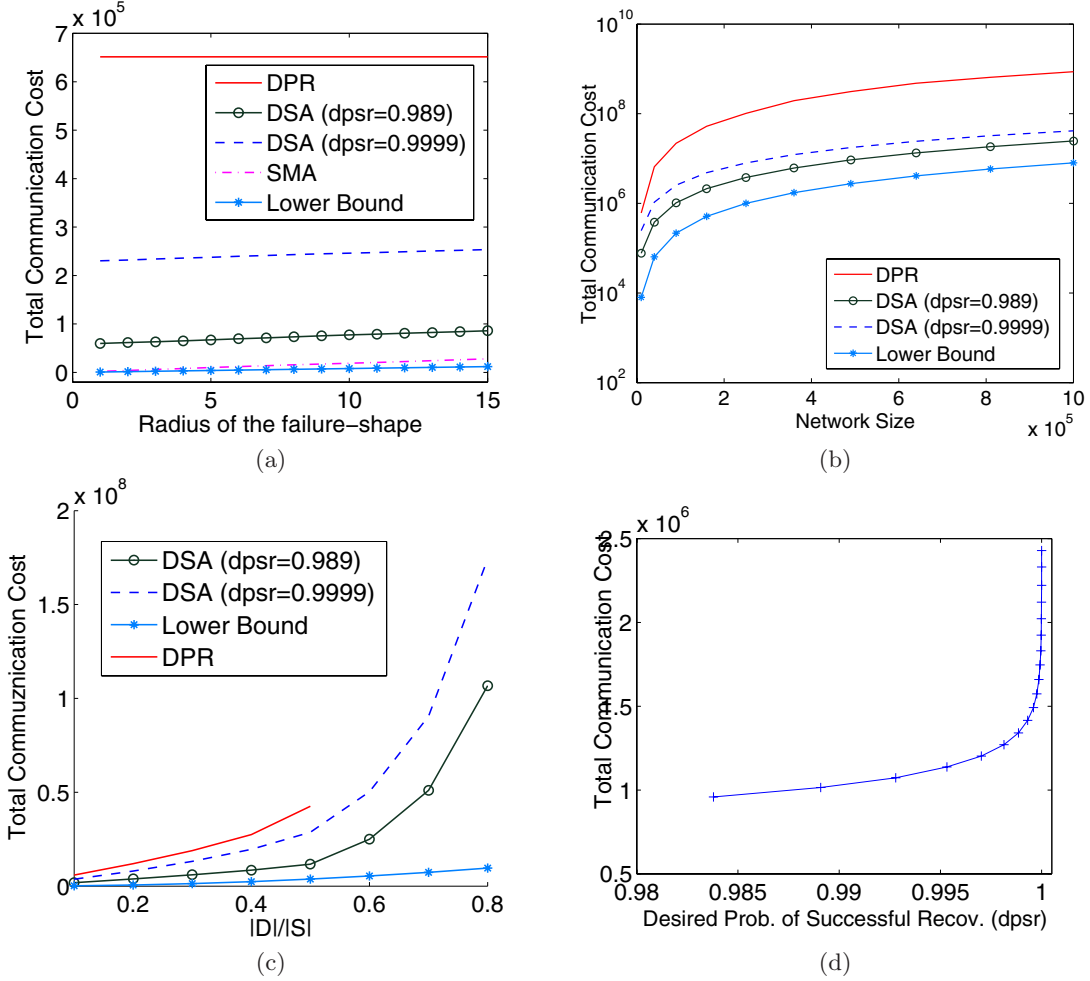 x 10^5
7
6
5
4
3
2
1
0
Total Communication Cost
DPR
DSA (dpsr=0.989)
DSA (dpsr=0.9999)
SMA
Lower Bound
0
5
10
15
Radius of the failure-shape
(a)
10^10
10^8
10^6
10^4
10^2
Total Communication Cost
DPR
DSA (dpsr=0.989)
DSA (dpsr=0.9999)
Lower Bound
0
2
4
6
8
10
Network Size
x 10^5
(b)
x 10^8
2
1
0.5
0
Total Commuznication Cost
DSA (dpsr=0.989)
DSA (dpsr=0.9999)
Lower Bound
DPR
0.2
0.4
0.6
0.8
|D|/|S|
(c)
x 10^6
2.5
2
1.5
1
0.5
Total Communication Cost
0.98
0.985
0.99
0.995
1
Desired Prob. of Successful Recov. (dpsr)
(d)